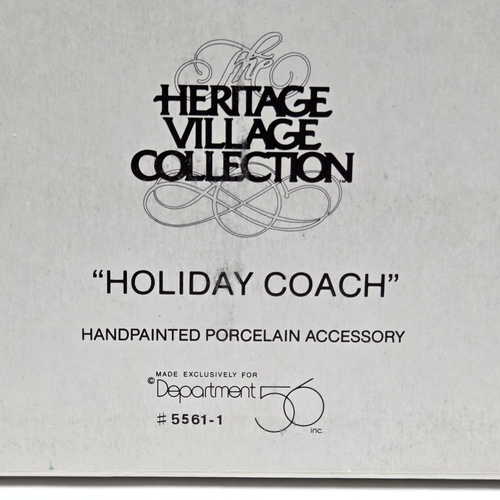 The
HERITAGE
VILLAGE
COLLECTION
“HOLIDAY COACH”
HANDPAINTED PORCELAIN ACCESSORY
MADE EXCLUSIVELY FOR
© Department 56 inc.
# 5561-1